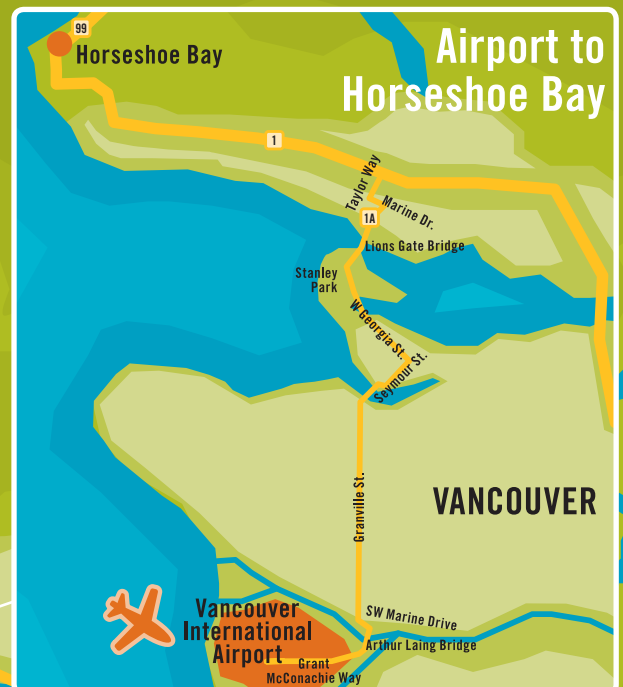 99
Horseshoe Bay
Airport to
Horseshoe Bay
1
Taylor Way
Marine Dr.
1A
Lions Gate Bridge
Stanley
Park
W Georgia St.
Seymour St.
Granville St.
VANCOUVER
Vancouver
International
Airport
SW Marine Drive
Arthur Laing Bridge
Grant
McConachie Way